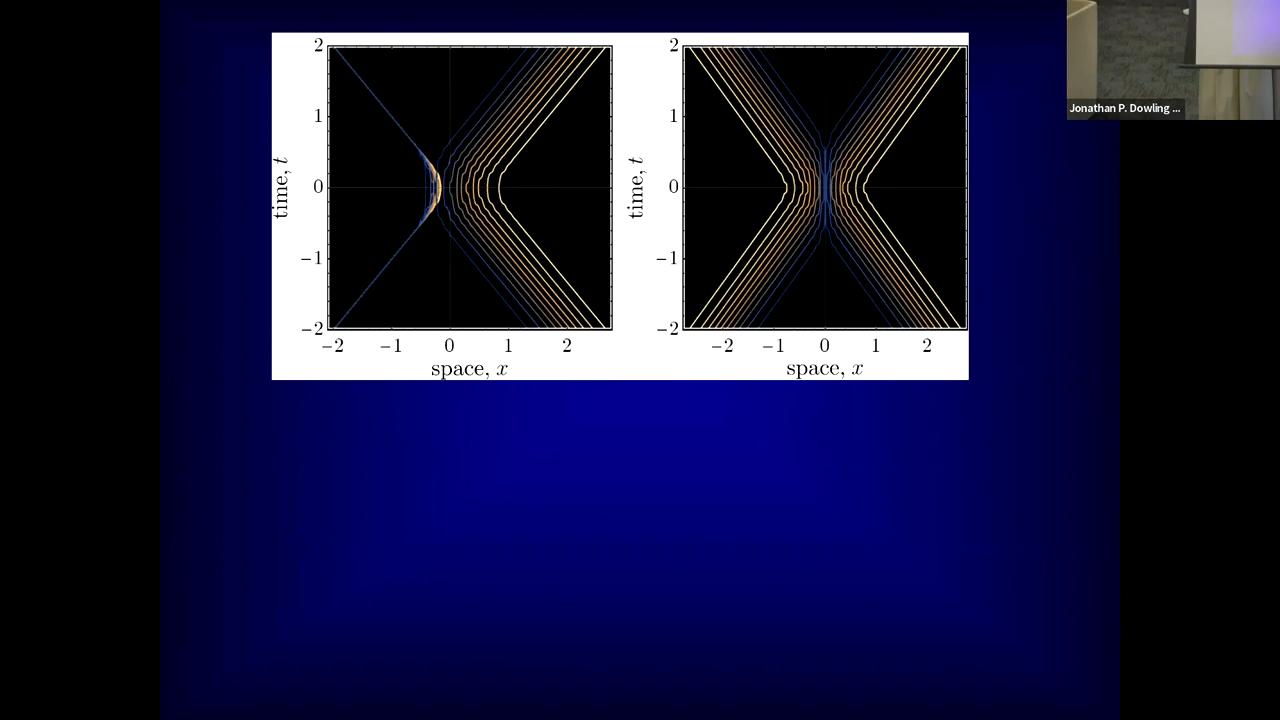 2
1
0
−1
−2
time, t
−2 −1 0 1 2
space, x
2
1
0
−1
−2
time, t
−2 −1 0 1 2
space, x
Jonathan P. Dowling ...